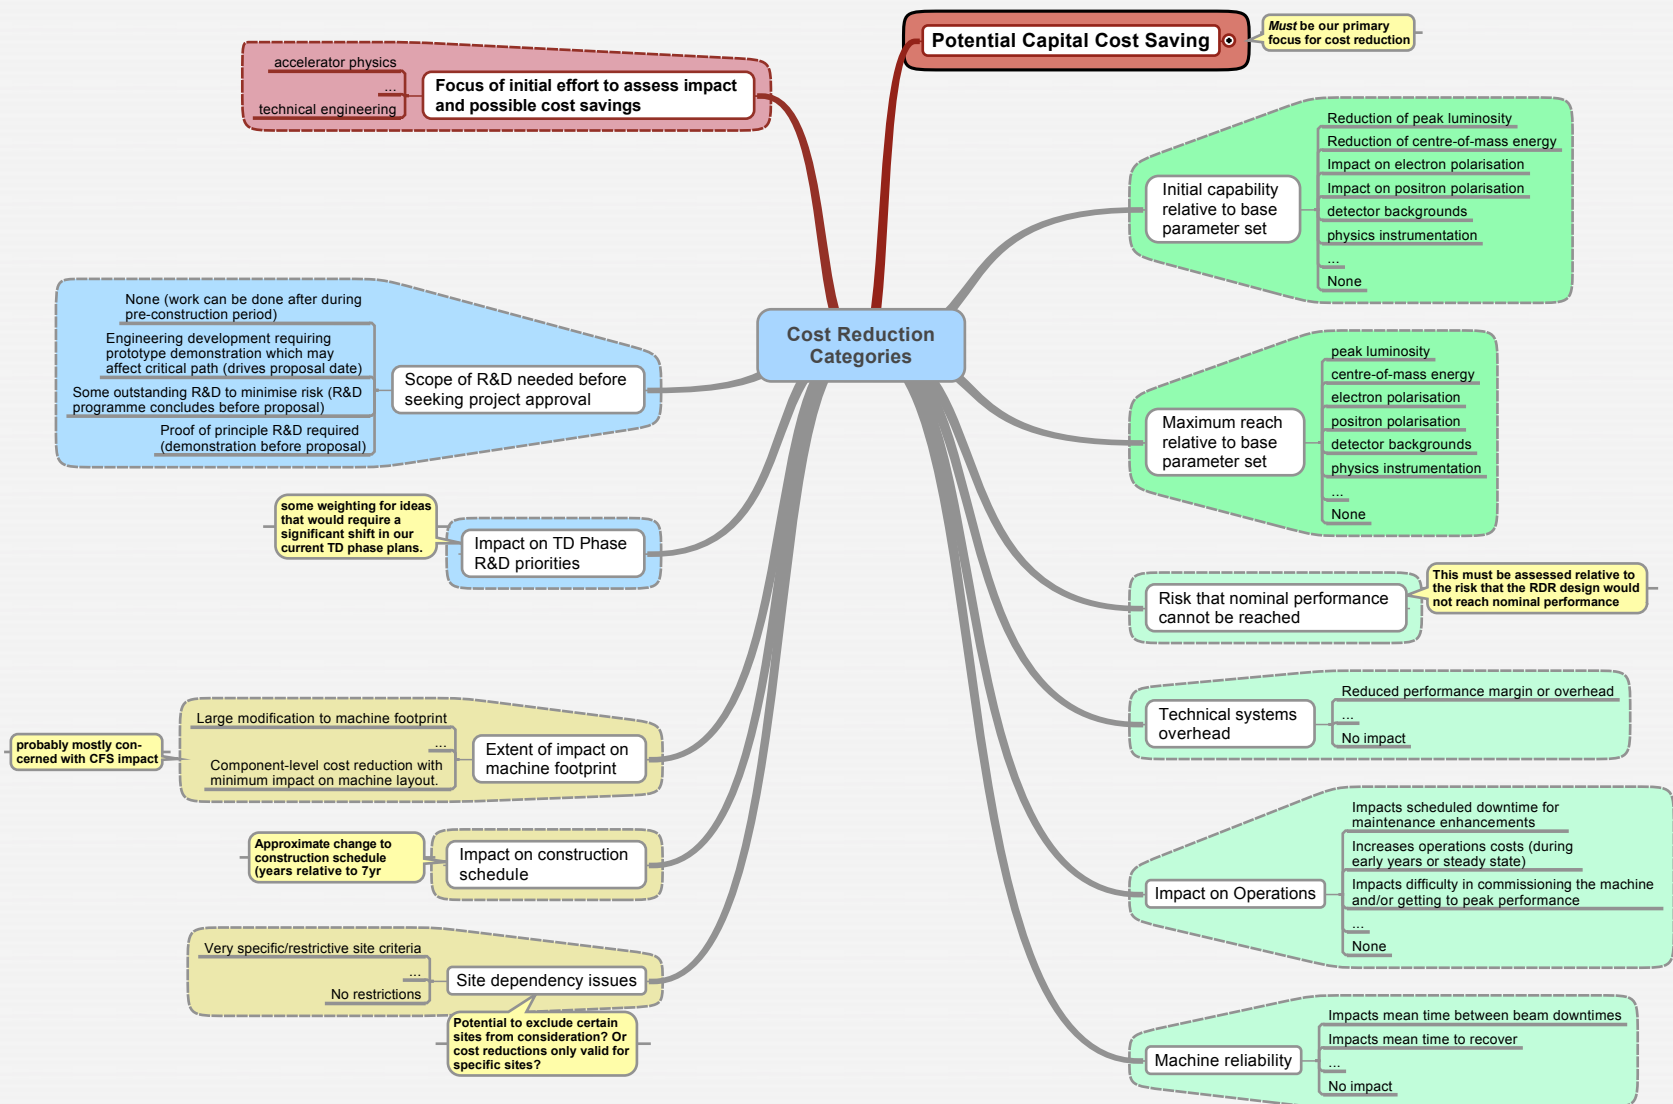 Cost Reduction
Categories
Potential Capital Cost Saving
Must be our primary
focus for cost reduction
Initial capability
relative to base
parameter set
Reduction of peak luminosity
Reduction of centre-of-mass energy
Impact on electron polarisation
Impact on positron polarisation
detector backgrounds
physics instrumentation
...
None
Maximum reach
relative to base
parameter set
peak luminosity
centre-of-mass energy
electron polarisation
positron polarisation
detector backgrounds
physics instrumentation
...
None
Risk that nominal performance
cannot be reached
This must be assessed relative to
the risk that the RDR design would
not reach nominal performance
Technical systems
overhead
Reduced performance margin or overhead
...
No impact
Impact on Operations
Impacts scheduled downtime for
maintenance enhancements
Increases operations costs (during
early years or steady state)
Impacts difficulty in commissioning the machine
and/or getting to peak performance
...
None
Machine reliability
Impacts mean time between beam downtimes
Impacts mean time to recover
...
No impact
Focus of initial effort to assess impact
and possible cost savings
accelerator physics
...
technical engineering
Scope of R&D needed before
seeking project approval
None (work can be done after during
pre-construction period)
Engineering development requiring
prototype demonstration which may
affect critical path (drives proposal date)
Some outstanding R&D to minimise risk (R&D
programme concludes before proposal)
Proof of principle R&D required
(demonstration before proposal)
Impact on TD Phase
R&D priorities
some weighting for ideas
that would require a
significant shift in our
current TD phase plans.
Extent of impact on
machine footprint
Large modification to machine footprint
...
Component-level cost reduction with
minimum impact on machine layout.
probably mostly con-
cerned with CFS impact
Impact on construction
schedule
Approximate change to
construction schedule
(years relative to 7yr
Site dependency issues
Very specific/restrictive site criteria
...
No restrictions
Potential to exclude certain
sites from consideration? Or
cost reductions only valid for
specific sites?